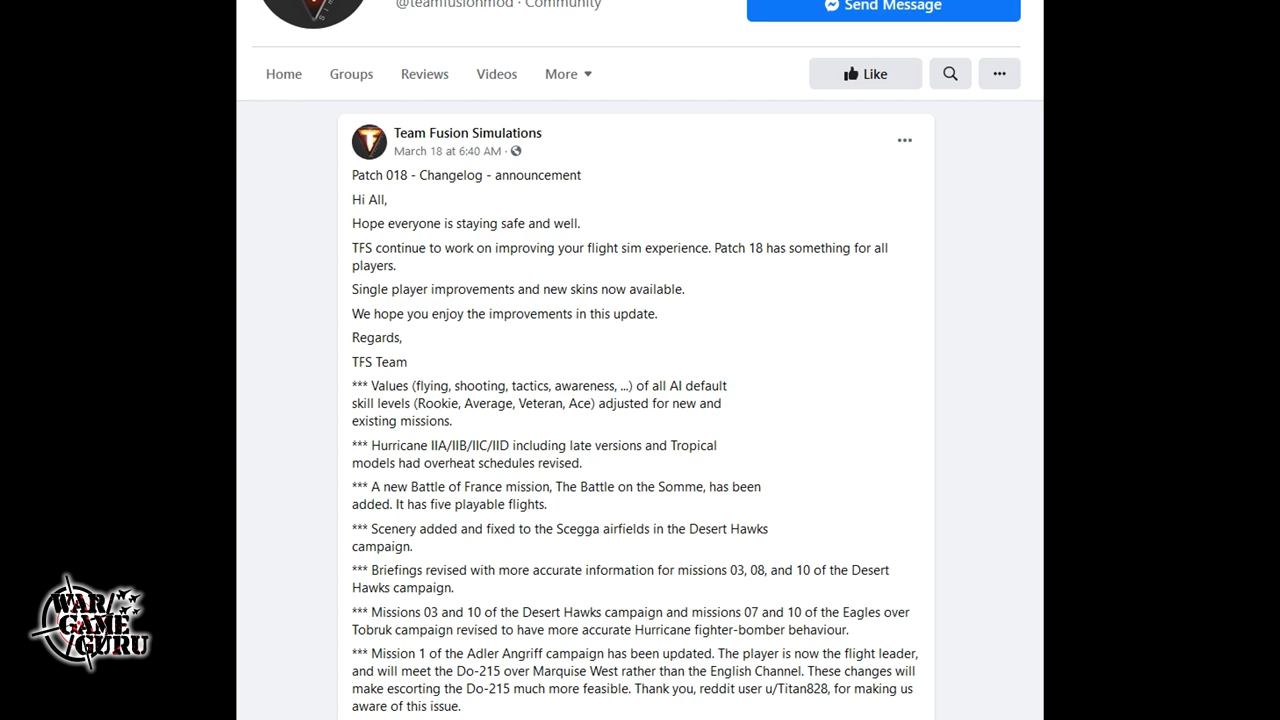 @teamfusionmod · Community
Send Message
Home Groups Reviews Videos More Like
Team Fusion Simulations
March 18 at 6:40 AM ·
Patch 018 - Changelog - announcement
Hi All,
Hope everyone is staying safe and well.
TFS continue to work on improving your flight sim experience. Patch 18 has something for all
players.
Single player improvements and new skins now available.
We hope you enjoy the improvements in this update.
Regards,
TFS Team
*** Values (flying, shooting, tactics, awareness, ...) of all AI default
skill levels (Rookie, Average, Veteran, Ace) adjusted for new and
existing missions.
*** Hurricane IIA/IIB/IIC/IID including late versions and Tropical
models had overheat schedules revised.
*** A new Battle of France mission, The Battle on the Somme, has been
added. It has five playable flights.
*** Scenery added and fixed to the Scegga airfields in the Desert Hawks
campaign.
*** Briefings revised with more accurate information for missions 03, 08, and 10 of the Desert
Hawks campaign.
*** Missions 03 and 10 of the Desert Hawks campaign and missions 07 and 10 of the Eagles over
Tobruk campaign revised to have more accurate Hurricane fighter-bomber behaviour.
*** Mission 1 of the Adler Angriff campaign has been updated. The player is now the flight leader,
and will meet the Do-215 over Marquise West rather than the English Channel. These changes will
make escorting the Do-215 much more feasible. Thank you, reddit user u/Titan828, for making us
aware of this issue.
WAR/
GAME
/GURU